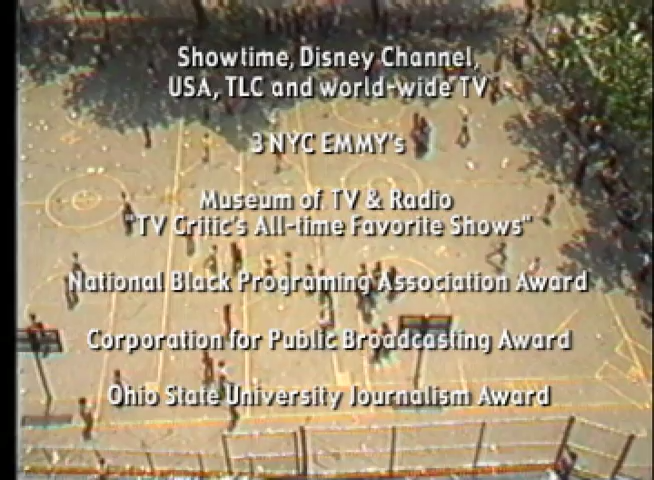 Showtime, Disney Channel,
USA, TLC and world-wide TV
3 NYC EMMY's
Museum of TV & Radio
"TV Critic's All-time Favorite Shows"
National Black Programing Association Award
Corporation for Public Broadcasting Award
Ohio State University Journalism Award